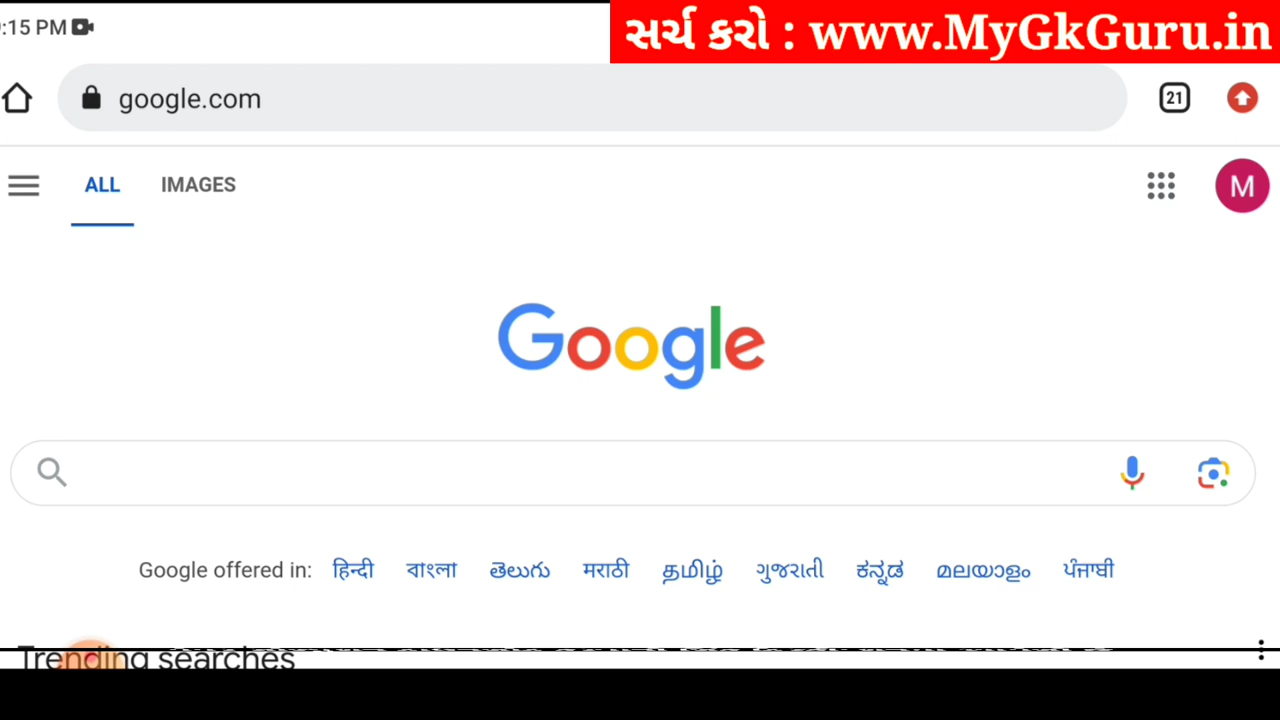 :15 PM
સર્ચ કરો : www.MyGkGuru.in
google.com
21
ALL IMAGES
M
Google
Google offered in: हिन्दी বাংলা తెలుగు मराठी தமிழ் ગુજરાતી ಕನ್ನಡ മലയാളം ਪੰਜਾਬੀ
Trending searches